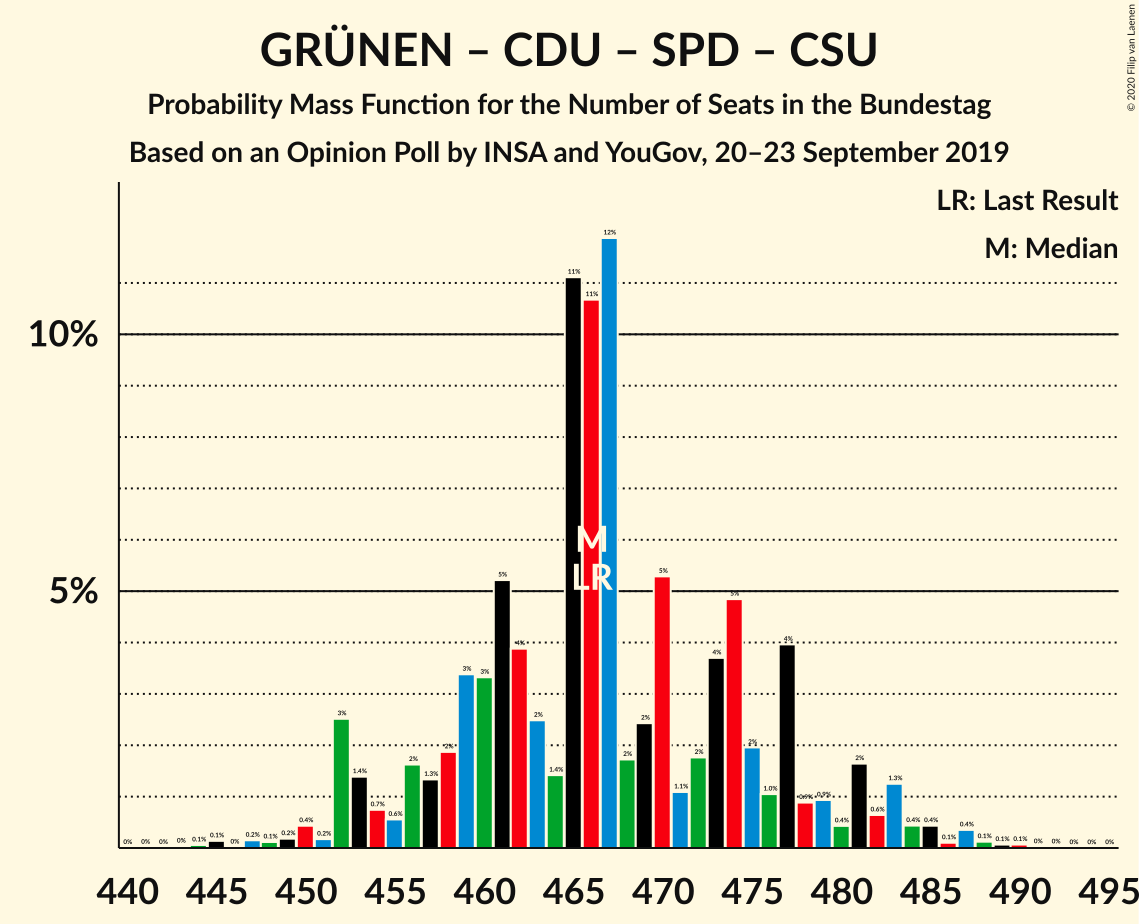 GRÜNEN – CDU – SPD – CSU
Probability Mass Function for the Number of Seats in the Bundestag
Based on an Opinion Poll by INSA and YouGov, 20–23 September 2019
© 2020 Filip van Laenen
LR: Last Result
M: Median
10%
5%
0% 0% 0% 0% 0.1% 0.1% 0% 0.2% 0.1% 0.2% 0.4% 0.2% 3% 1.4% 0.7% 0.6% 2% 1.3% 2% 3% 3% 5% 4% 2% 1.4% 11% 11% 12% 2% 2% 5% 1.1% 2% 4% 5% 2% 1.0% 4% 0.9% 0.9% 0.4% 2% 0.6% 1.3% 0.4% 0.4% 0.1% 0.4% 0.1% 0.1% 0.1% 0% 0% 0% 0% 0%
M
LR
440 445 450 455 460 465 470 475 480 485 490 495